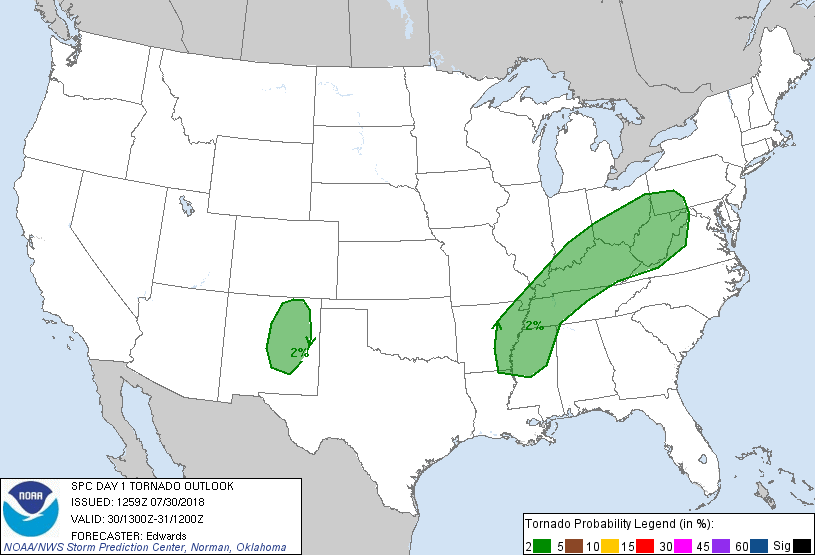 2%
2%
NOAA
SPC DAY 1 TORNADO OUTLOOK
ISSUED: 1259Z 07/30/2018
VALID: 30/1300Z-31/1200Z
FORECASTER: Edwards
NOAA/NWS Storm Prediction Center, Norman, Oklahoma
Tornado Probability Legend (in %):
2 5 10 15 30 45 60 Sig